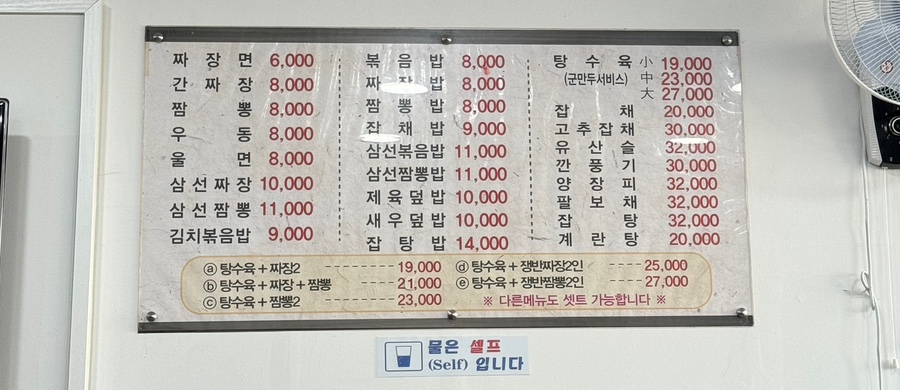 짜장면 6,000
간짜장 8,000
짬뽕 8,000
우동 8,000
울면 8,000
삼선짜장 10,000
삼선짬뽕 11,000
김치볶음밥 9,000
볶음밥 8,000
짜장밥 8,000
짬뽕밥 8,000
잡채밥 9,000
삼선볶음밥 11,000
삼선짬뽕밥 11,000
제육덮밥 10,000
새우덮밥 10,000
잡탕밥 14,000
탕수육 小 19,000
(군만두서비스) 中 23,000
大 27,000
잡채 20,000
고추잡채 30,000
유산슬 32,000
깐풍기 30,000
양장피 32,000
팔보채 32,000
잡탕 32,000
계란탕 20,000
ⓐ 탕수육 + 짜장2 19,000
ⓑ 탕수육 + 짜장 + 짬뽕 21,000
ⓒ 탕수육 + 짬뽕2 23,000
ⓓ 탕수육 + 쟁반짜장2인 25,000
ⓔ 탕수육 + 쟁반짬뽕2인 27,000
※ 다른메뉴도 셋트 가능합니다 ※
물은 셀프
(Self) 입니다